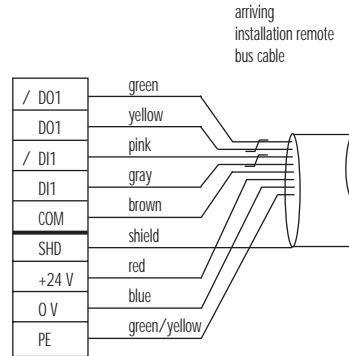 arriving
installation remote
bus cable
/ DO1 green
DO1 yellow
/ DI1 pink
DI1 gray
COM brown
SHD shield
+24 V red
0 V blue
PE green/yellow